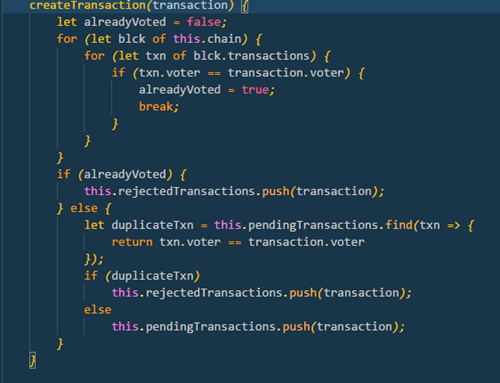 createTransaction(transaction) {
let alreadyVoted = false;
for (let blck of this.chain) {
for (let txn of blck.transactions) {
if (txn.voter == transaction.voter) {
alreadyVoted = true;
break;
}
}
}
if (alreadyVoted) {
this.rejectedTransactions.push(transaction);
} else {
let duplicateTxn = this.pendingTransactions.find(txn => {
return txn.voter == transaction.voter
});
if (duplicateTxn)
this.rejectedTransactions.push(transaction);
else
this.pendingTransactions.push(transaction);
}
}